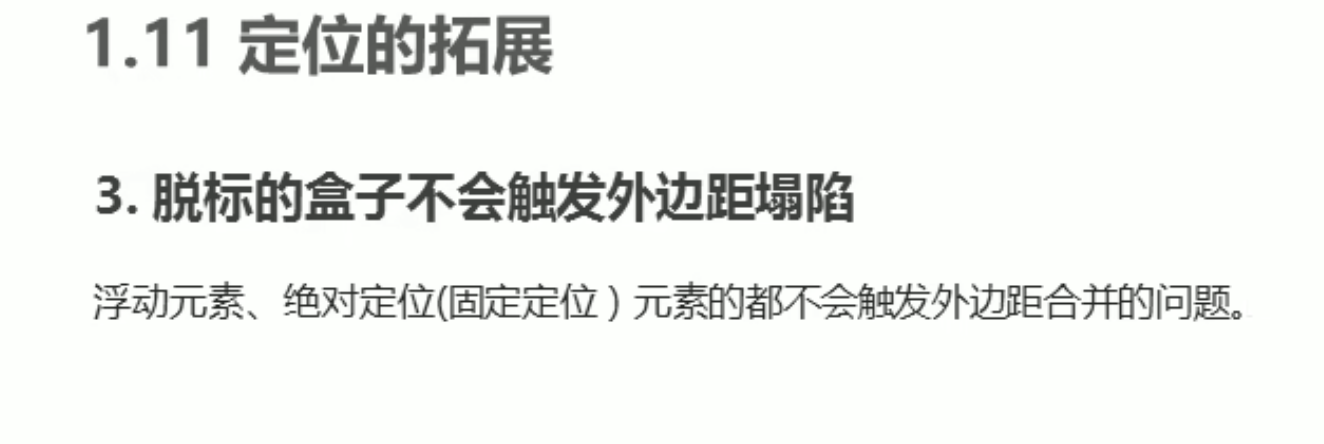 1.11 定位的拓展
3. 脱标的盒子不会触发外边距塌陷
浮动元素、绝对定位(固定定位）元素的都不会触发外边距合并的问题。